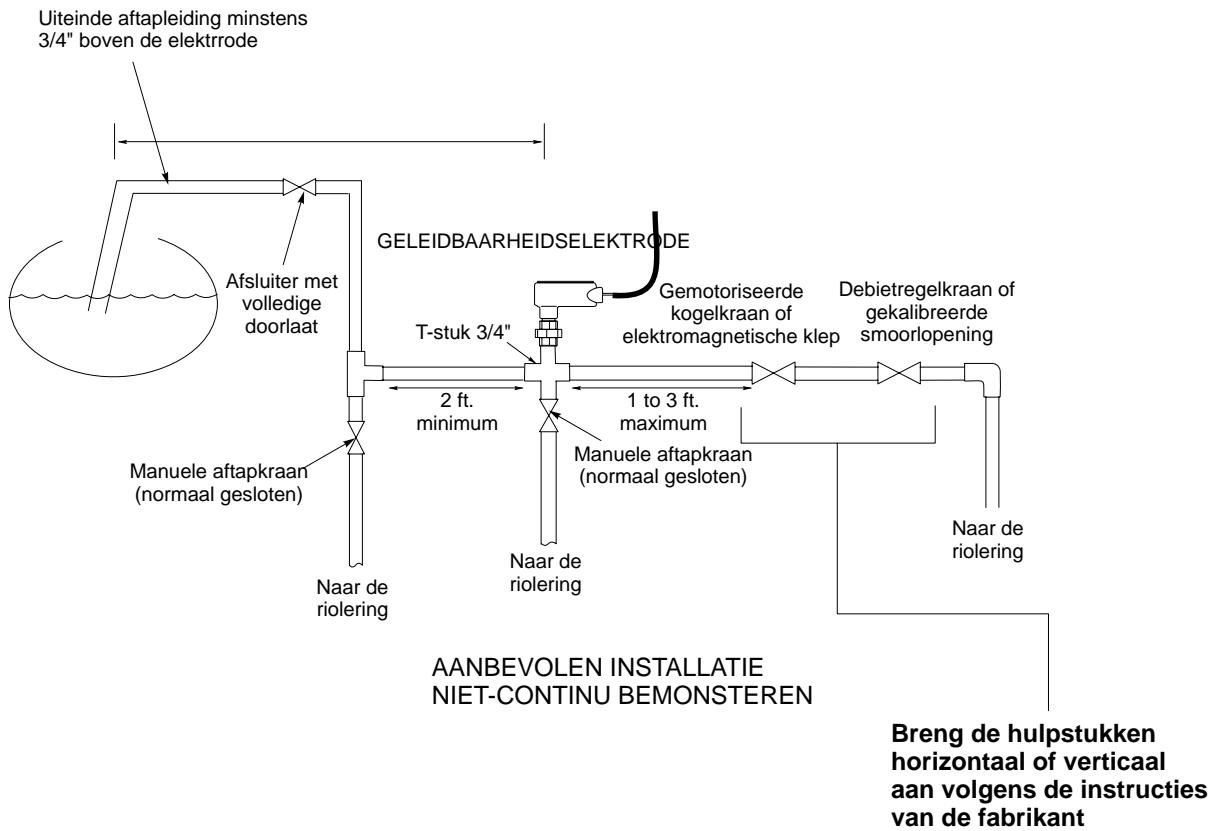 Uiteinde aftapleiding minstens
3/4" boven de elektrrode
GELEIDBAARHEIDSELEKTRODE
Afsluiter met
volledige
doorlaat
T-stuk 3/4"
Gemotoriseerde
kogelkraan of
elektromagnetische klep
Debietregelkraan of
gekalibreerde
smoorlopening
2 ft.
minimum
1 to 3 ft.
maximum
Manuele aftapkraan
(normaal gesloten)
Manuele aftapkraan
(normaal gesloten)
Naar de
riolering
Naar de
riolering
Naar de
riolering
AANBEVOLEN INSTALLATIE
NIET-CONTINU BEMONSTEREN
Breng de hulpstukken
horizontaal of verticaal
aan volgens de instructies
van de fabrikant